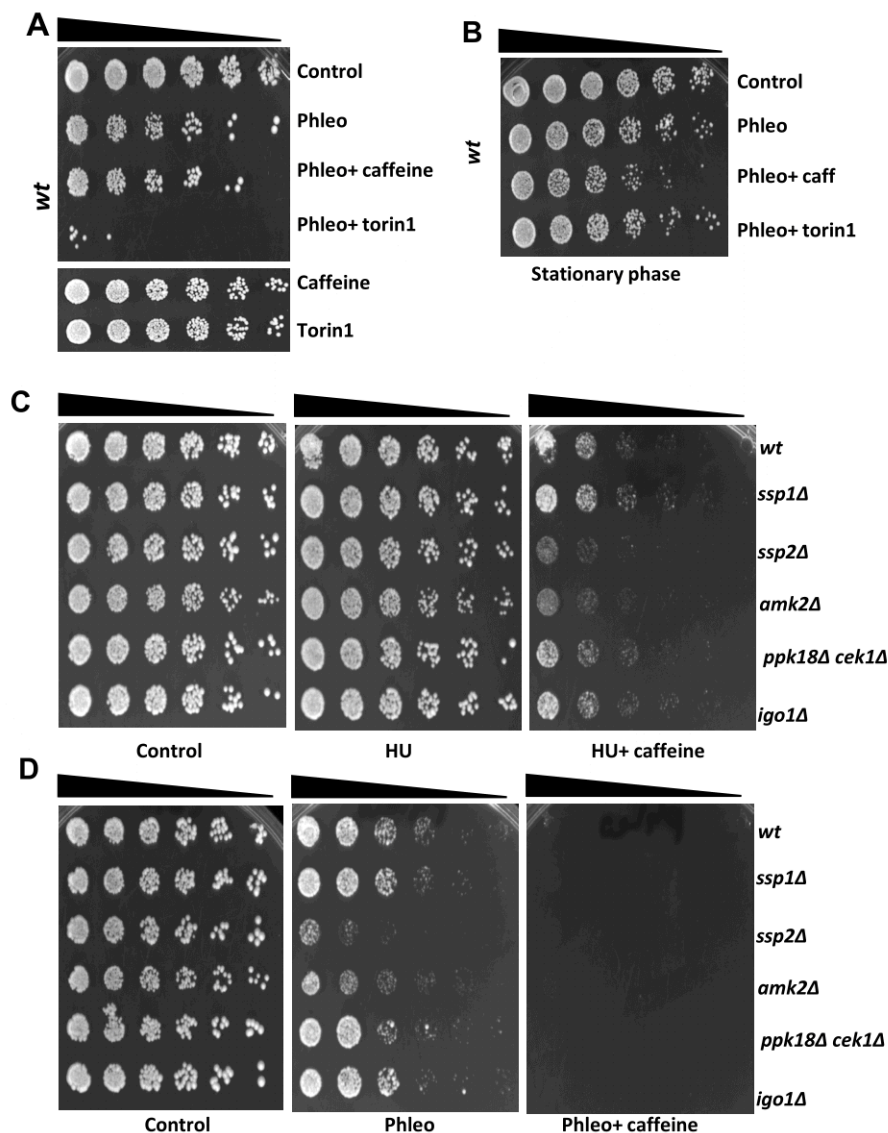 A
Control
Phleo
Phleo+ caffeine
Phleo+ torin1
wt
Caffeine
Torin1
B
Control
Phleo
Phleo+ caff
Phleo+ torin1
wt
Stationary phase
C
wt
ssp1Δ
ssp2Δ
amk2Δ
ppk18Δ cek1Δ
igo1Δ
Control
HU
HU+ caffeine
D
wt
ssp1Δ
ssp2Δ
amk2Δ
ppk18Δ cek1Δ
igo1Δ
Control
Phleo
Phleo+ caffeine